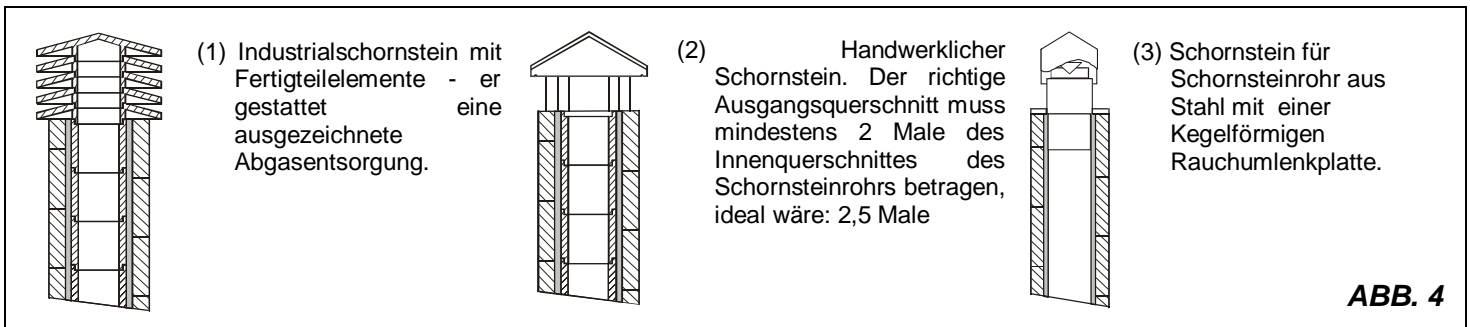 (1) Industrialschornstein mit
Fertigteilelemente - er
gestattet eine
ausgezeichnete
Abgasentsorgung.
(2) Handwerklicher
Schornstein. Der richtige
Ausgangsquerschnitt muss
mindestens 2 Male des
Innenquerschnittes des
Schornsteinrohrs betragen,
ideal wäre: 2,5 Male
(3) Schornstein für
Schornsteinrohr aus
Stahl mit einer
Kegelförmigen
Rauchumlenkplatte.
ABB. 4